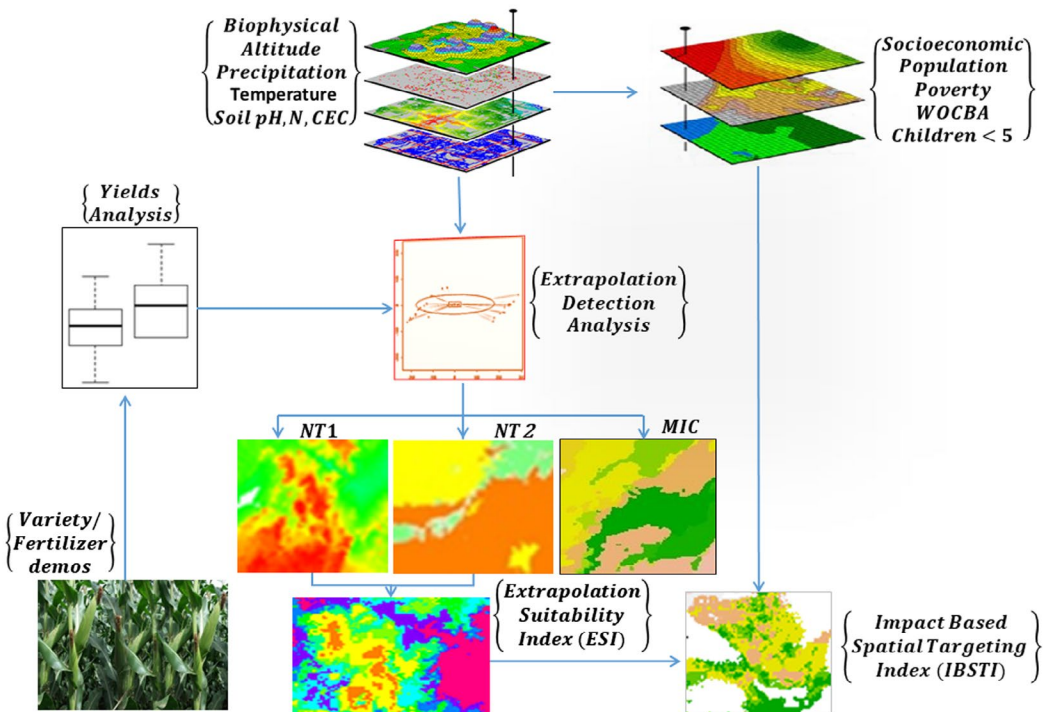 Biophysical
Altitude
Precipitation
Temperature
Soil pH, N, CEC
Socioeconomic
Population
Poverty
WOCBA
Children < 5
Yields
Analysis
Extrapolation
Detection
Analysis
NT1
NT 2
MIC
Variety/
Fertilizer
demos
Extrapolation
Suitability
Index (ESI)
Impact Based
Spatial Targeting
Index (IBSTI)